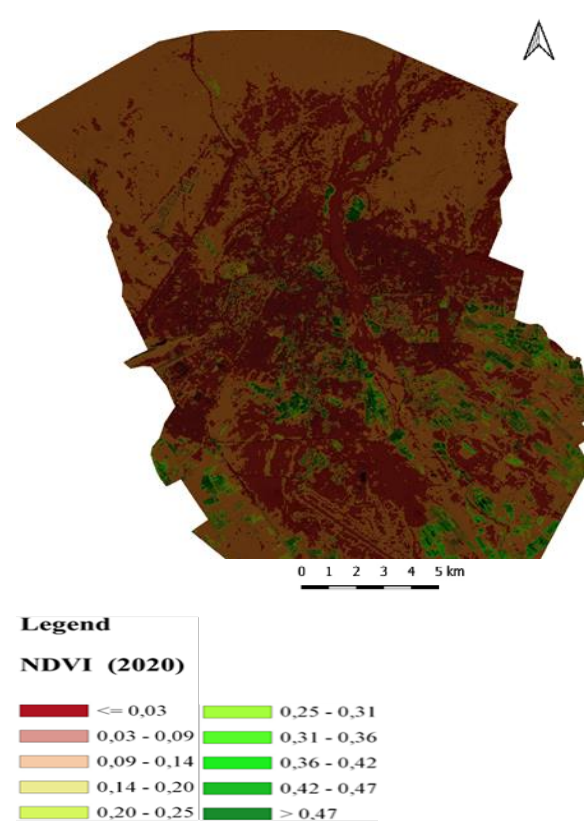 0 1 2 3 4 5 km
Legend
NDVI (2020)
<= 0,03
0,03 - 0,09
0,09 - 0,14
0,14 - 0,20
0,20 - 0,25
0,25 - 0,31
0,31 - 0,36
0,36 - 0,42
0,42 - 0,47
> 0,47